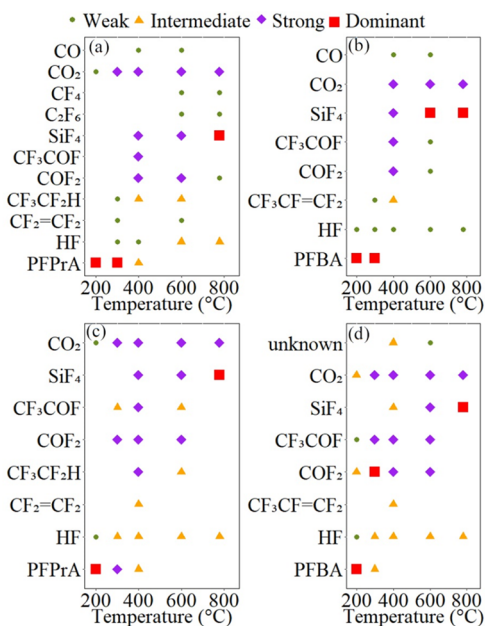 Weak Intermediate Strong Dominant
(a)
CO
CO₂
CF₄
C₂F₆
SiF₄
CF₃COF
COF₂
CF₃CF₂H
CF₂=CF₂
HF
PFPrA
200 400 600 800
Temperature (°C)
(b)
CO
CO₂
SiF₄
CF₃COF
COF₂
CF₃CF=CF₂
HF
PFBA
200 400 600 800
Temperature (°C)
(c)
CO₂
SiF₄
CF₃COF
COF₂
CF₃CF₂H
CF₂=CF₂
HF
PFPrA
200 400 600 800
Temperature (°C)
(d)
unknown
CO₂
SiF₄
CF₃COF
COF₂
CF₃CF=CF₂
HF
PFBA
200 400 600 800
Temperature (°C)